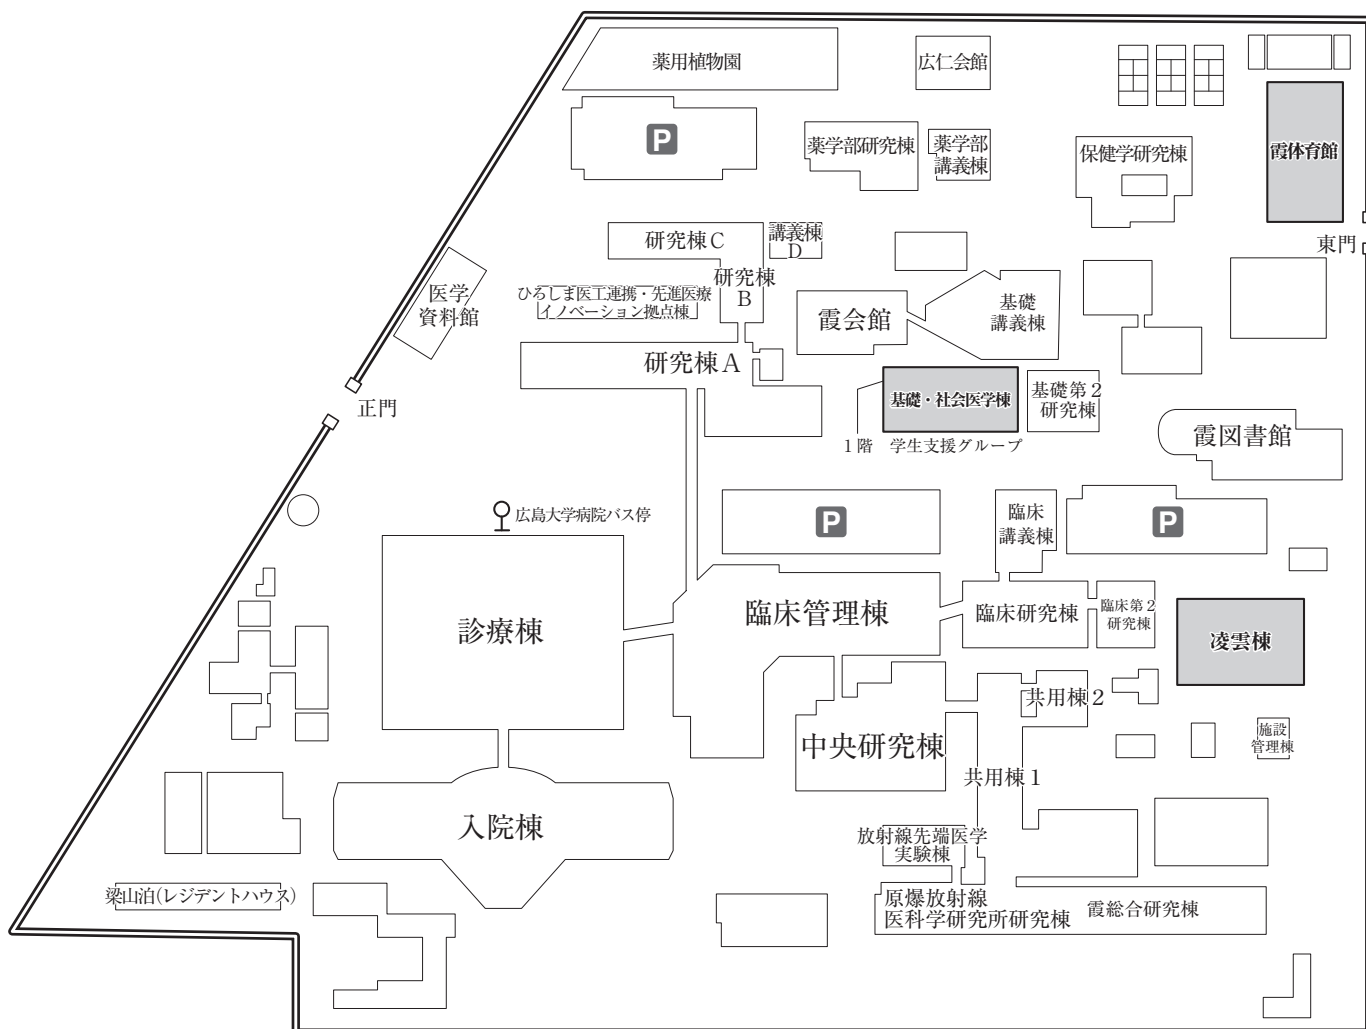 薬用植物園
広仁会館
P
薬学部研究棟
薬学部
講義棟
保健学研究棟
霞体育館
東門
研究棟C
講義棟
D
研究棟
B
医学
資料館
ひろしま医工連携・先進医療
イノベーション拠点棟
霞会館
基礎
講義棟
研究棟A
正門
基礎・社会医学棟
基礎第2
研究棟
1階 学生支援グループ
霞図書館
広島大学病院バス停
P
臨床
講義棟
P
診療棟
臨床管理棟
臨床研究棟
臨床第2
研究棟
凌雲棟
共用棟2
中央研究棟
施設
管理棟
共用棟1
入院棟
放射線先端医学
実験棟
梁山泊(レジデントハウス)
原爆放射線
医科学研究所研究棟
霞総合研究棟